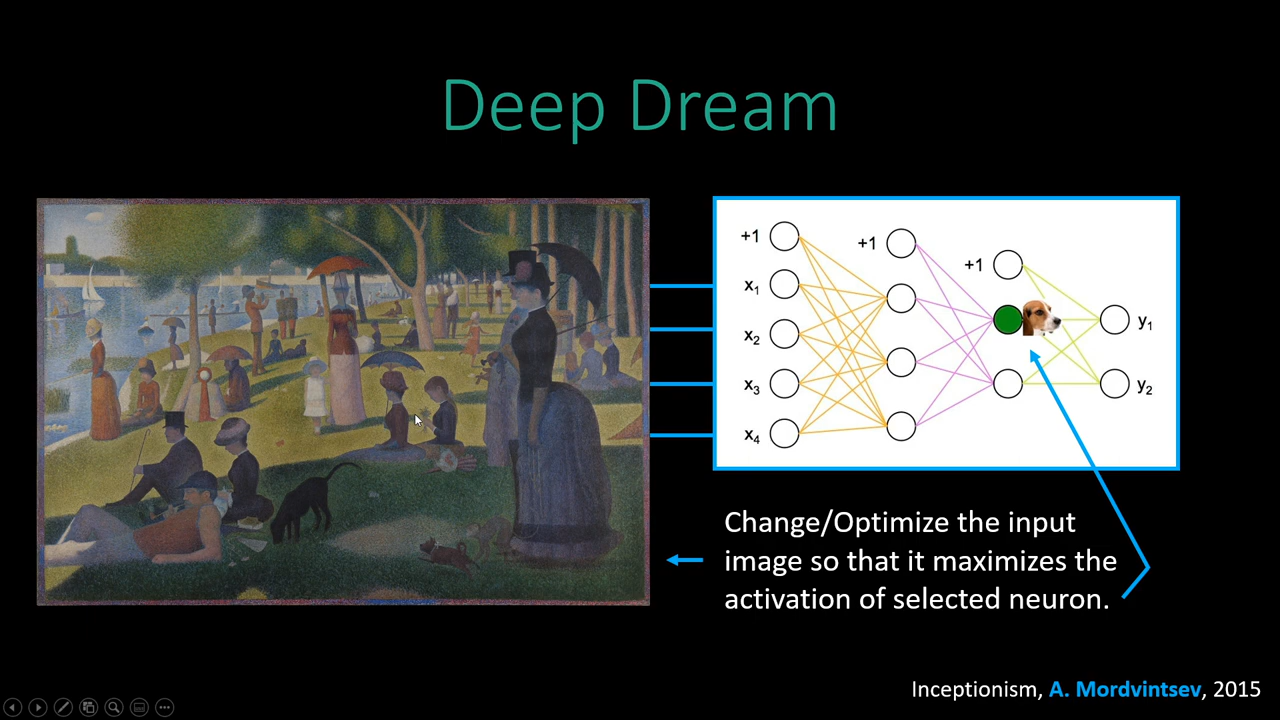 Deep Dream
+1
x1
x2
x3
x4
+1
+1
y1
y2
Change/Optimize the input
image so that it maximizes the
activation of selected neuron.
Inceptionism, A. Mordvintsev, 2015